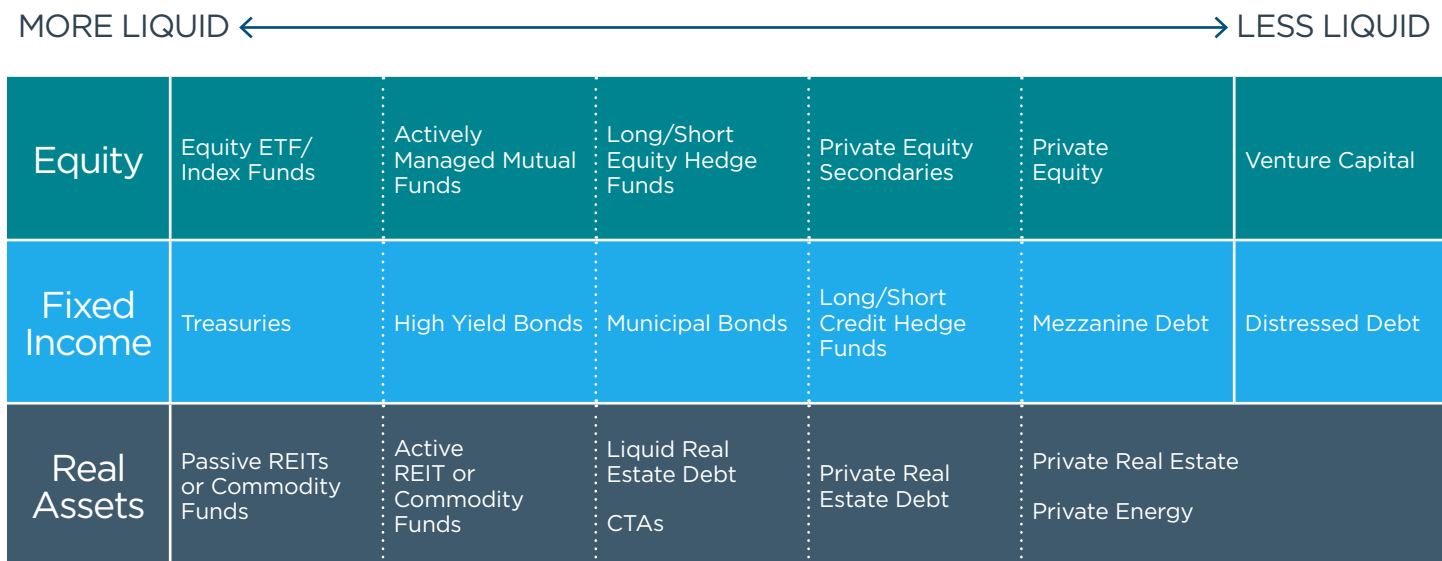 MORE LIQUID
LESS LIQUID
Equity
Equity ETF/
Index Funds
Actively
Managed Mutual
Funds
Long/Short
Equity Hedge
Funds
Private Equity
Secondaries
Private
Equity
Venture Capital
Fixed
Income
Treasuries
High Yield Bonds
Municipal Bonds
Long/Short
Credit Hedge
Funds
Mezzanine Debt
Distressed Debt
Real
Assets
Passive REITs
or Commodity
Funds
Active
REIT or
Commodity
Funds
Liquid Real
Estate Debt
CTAs
Private Real
Estate Debt
Private Real Estate
Private Energy